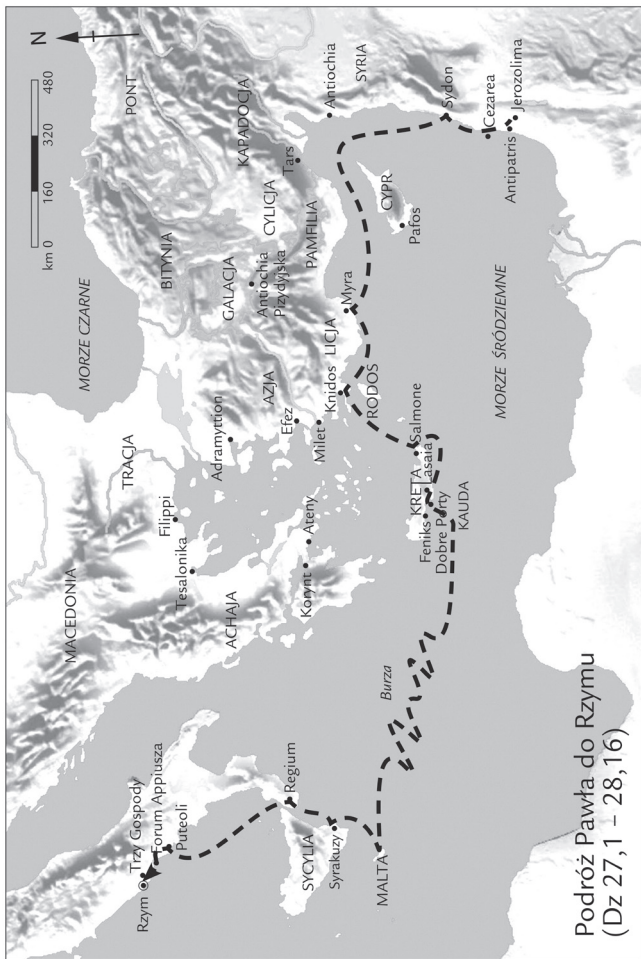 Podróż Pawła do Rzymu
(Dz 27,1 – 28,16)
N
km 0 160 320 480
MORZE CZARNE
MORZE ŚRÓDZIEMNE
MACEDONIA
TRACJA
Filippi
Tesalonika
ACHAJA
Korynt
Ateny
BITYNIA
PONT
GALACJA
KAPADOCJA
AZJA
Antiochia
Pizydyjska
CYLICJA
PAMFILIA
LICJA
Tars
Adramyttion
Efez
Milet
Knidos
RODOS
Myra
Antiochia
SYRIA
CYPR
Pafos
Sydon
Cezarea
Antipatris
Jerozolima
Salmone
KRETA
Lasaia
Feniks
Dobre Porty
KAUDA
Burza
MALTA
SYCYLIA
Syrakuzy
Regium
Puteoli
Forum Appiusza
Trzy Gospody
Rzym